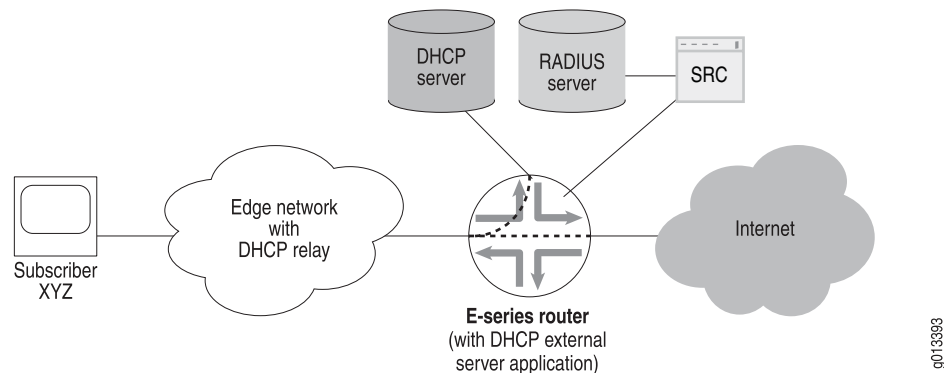 DHCP
server
RADIUS
server
SRC
Edge network
with
DHCP relay
Internet
Subscriber
XYZ
E-series router
(with DHCP external
server application)
g013393